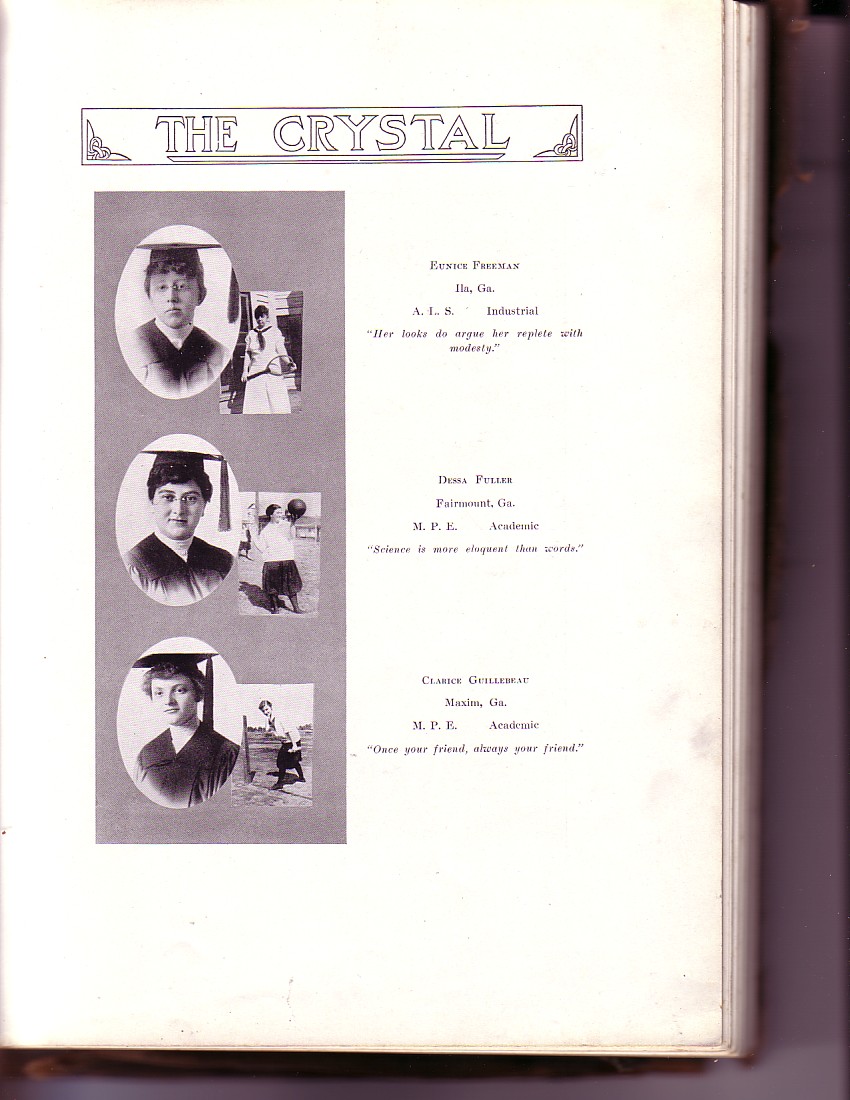 THE CRYSTAL
Eunice Freeman
Ila, Ga.
A. L. S. Industrial
"Her looks do argue her replete with
modesty."
Dessa Fuller
Fairmount, Ga.
M. P. E. Academic
"Science is more eloquent than words."
Clarice Guillebeau
Maxim, Ga.
M. P. E. Academic
"Once your friend, always your friend."